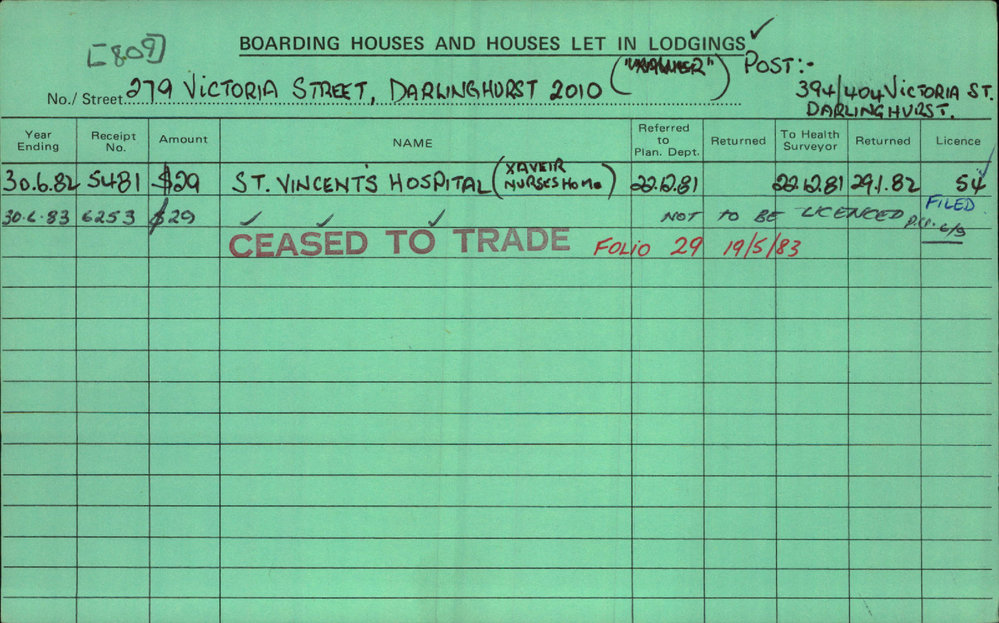 [809]
BOARDING HOUSES AND HOUSES LET IN LODGINGS ✓
No./ Street 279 VICTORIA STREET, DARLINGHURST 2010 POST:-
394/404 VICTORIA ST.
DARLINGHURST.
Year Ending Receipt No. Amount NAME Referred to Plan. Dept. Returned To Health Surveyor Returned Licence
30.6.82 5481 $29 ST. VINCENT'S HOSPITAL (XAVEIR NURSES HOME) 22.12.81 22.12.81 29.1.82 54 ✓
30.6.83 6253 $29 ✓ ✓ ✓ NOT TO BE LICENCED FILED
CEASED TO TRADE FOLIO 29 19/5/83